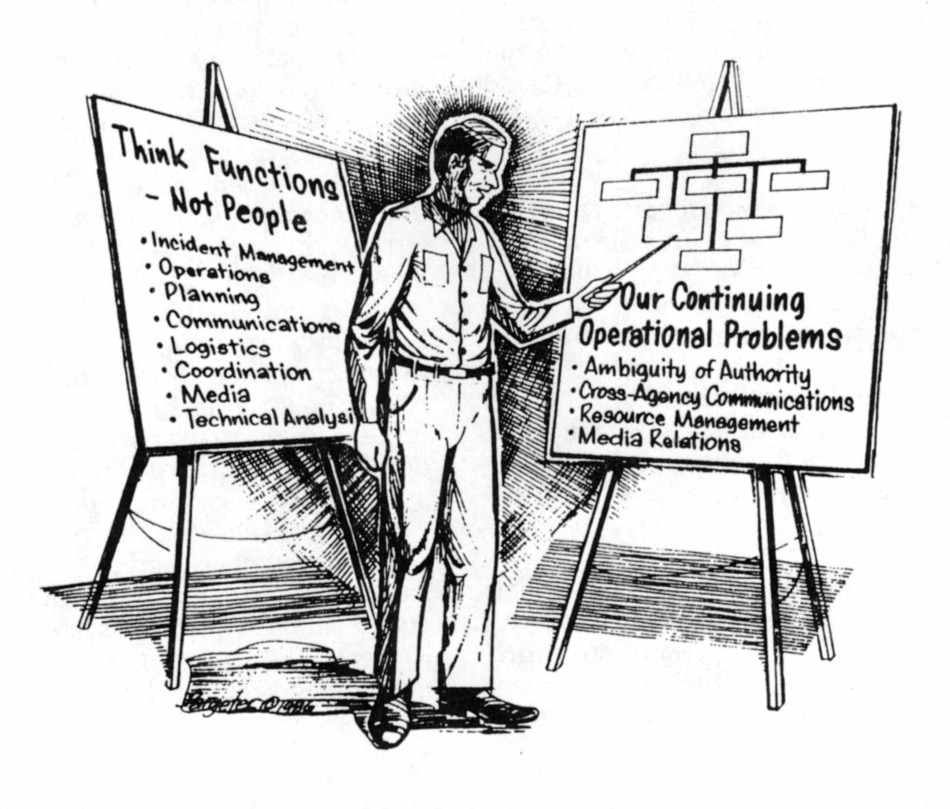 Think Functions
- Not People
• Incident Management
• Operations
• Planning
• Communications
• Logistics
• Coordination
• Media
• Technical Analysi
Our Continuing
Operational Problems
• Ambiguity of Authority
• Cross-Agency Communications
• Resource Management
• Media Relations
© 1986